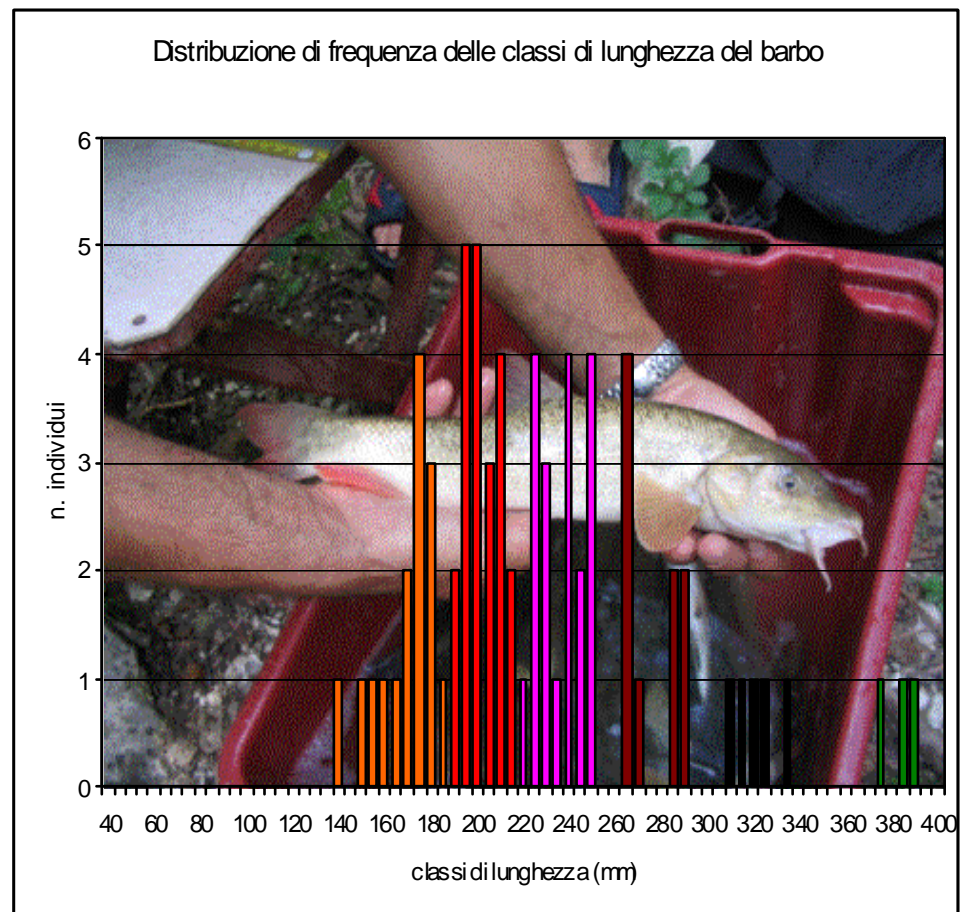 Distribuzione di frequenza delle classi di lunghezza del barbo
6
5
4
3
2
1
0
n. individui
40 60 80 100 120 140 160 180 200 220 240 260 280 300 320 340 360 380 400
classi di lunghezza (mm)